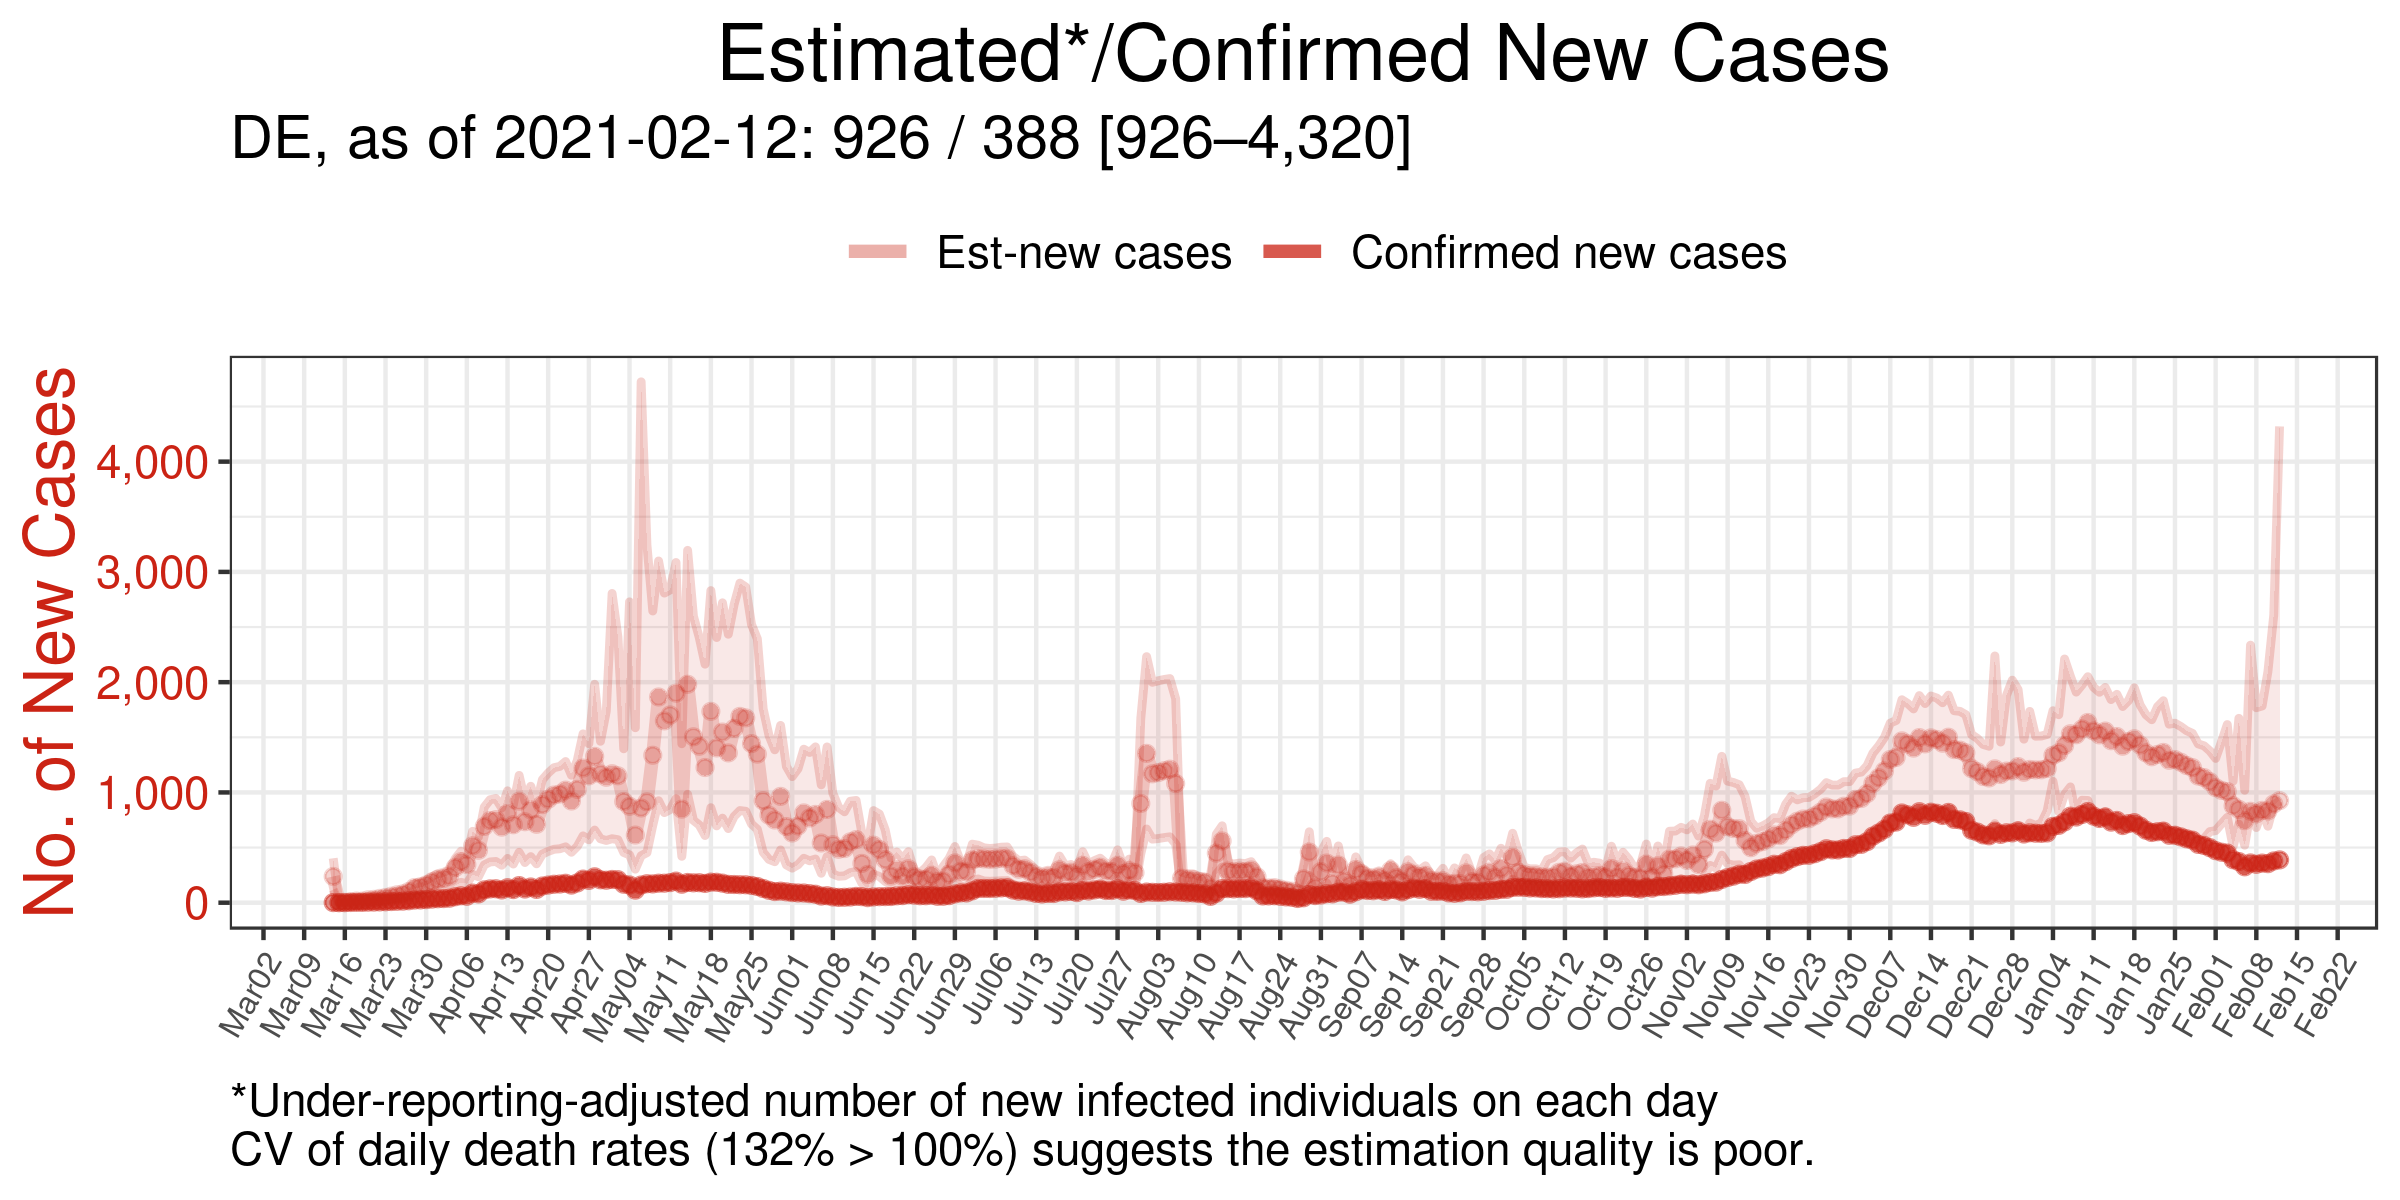 Estimated*/Confirmed New Cases
DE, as of 2021-02-12: 926 / 388 [926–4,320]
Est-new cases Confirmed new cases
No. of New Cases
4,000
3,000
2,000
1,000
0
Mar02 Mar09 Mar16 Mar23 Mar30 Apr06 Apr13 Apr20 Apr27 May04 May11 May18 May25 Jun01 Jun08 Jun15 Jun22 Jun29 Jul06 Jul13 Jul20 Jul27 Aug03 Aug10 Aug17 Aug24 Aug31 Sep07 Sep14 Sep21 Sep28 Oct05 Oct12 Oct19 Oct26 Nov02 Nov09 Nov16 Nov23 Nov30 Dec07 Dec14 Dec21 Dec28 Jan04 Jan11 Jan18 Jan25 Feb01 Feb08 Feb15 Feb22
*Under-reporting-adjusted number of new infected individuals on each day
CV of daily death rates (132% > 100%) suggests the estimation quality is poor.